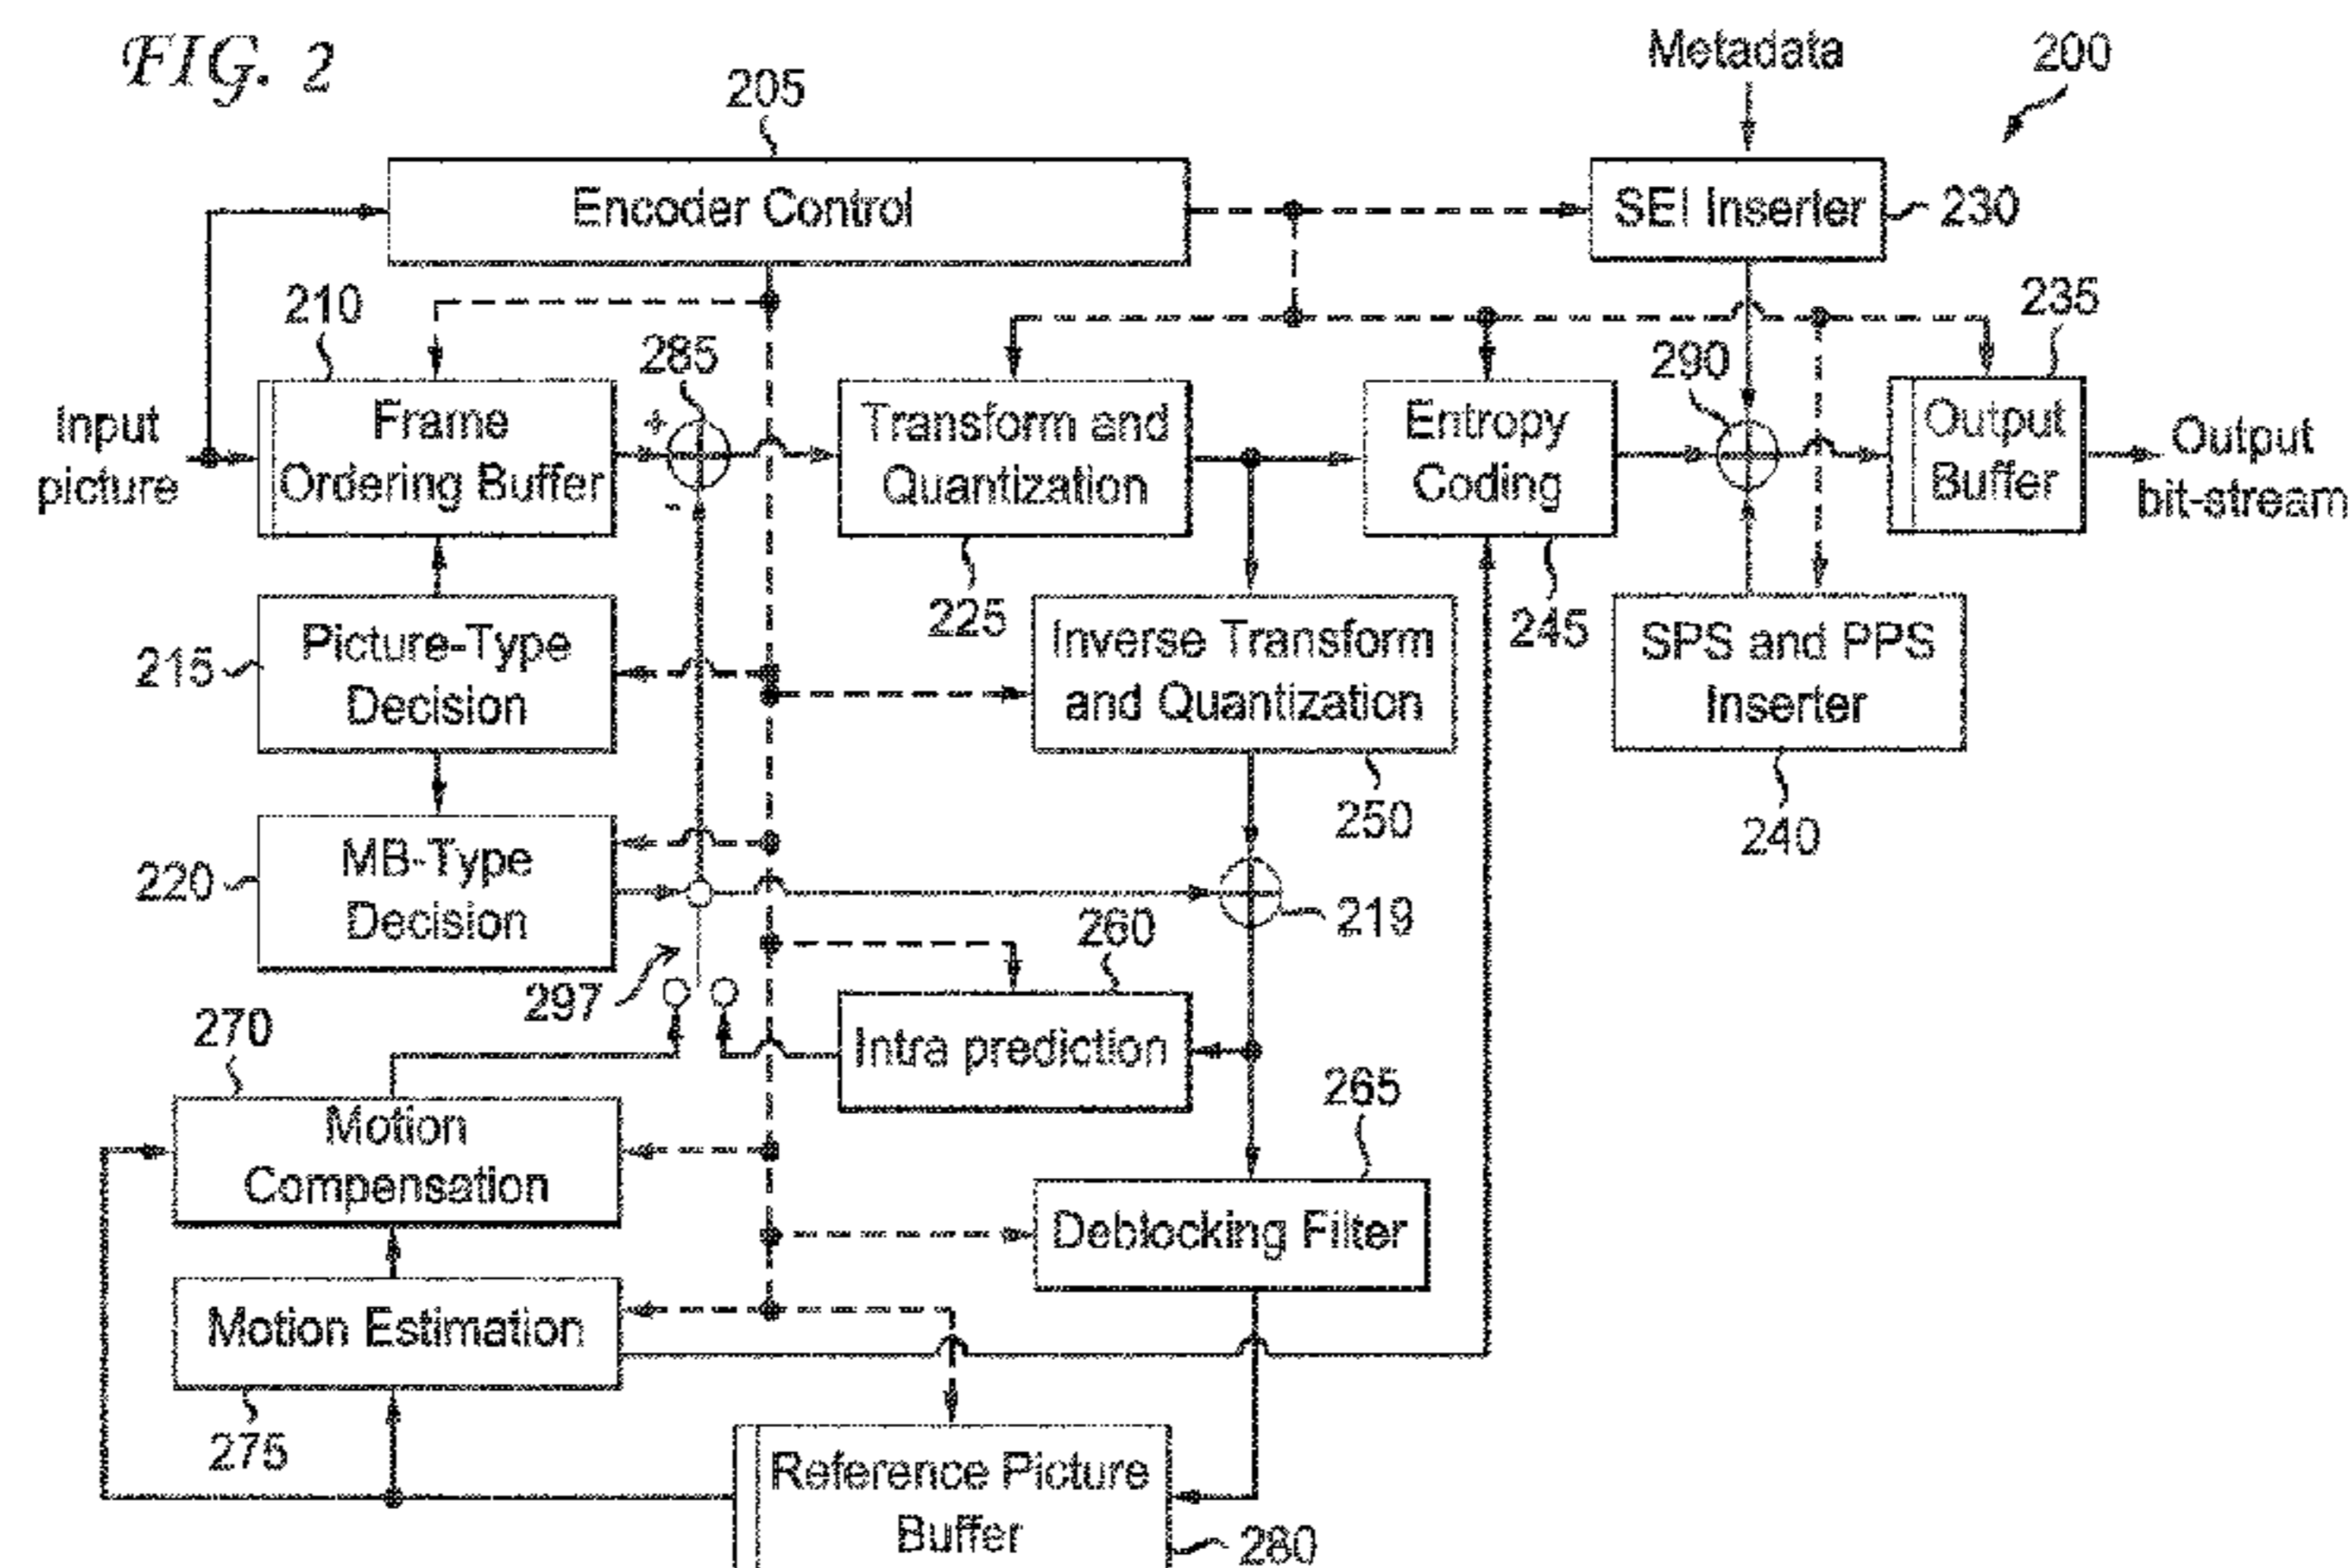 FIG. 2
Metadata
200
205
Encoder Control
SEI Inserter
230
210
285
235
290
Input
picture
Frame
Ordering Buffer
+
-
Transform and
Quantization
Entropy
Coding
Output
Buffer
Output
bit-stream
225
245
215
Picture-Type
Decision
Inverse Transform
and Quantization
SPS and PPS
Inserter
250
240
220
MB-Type
Decision
219
260
297
Intra prediction
270
265
Motion
Compensation
Deblocking Filter
Motion Estimation
275
Reference Picture
Buffer
280